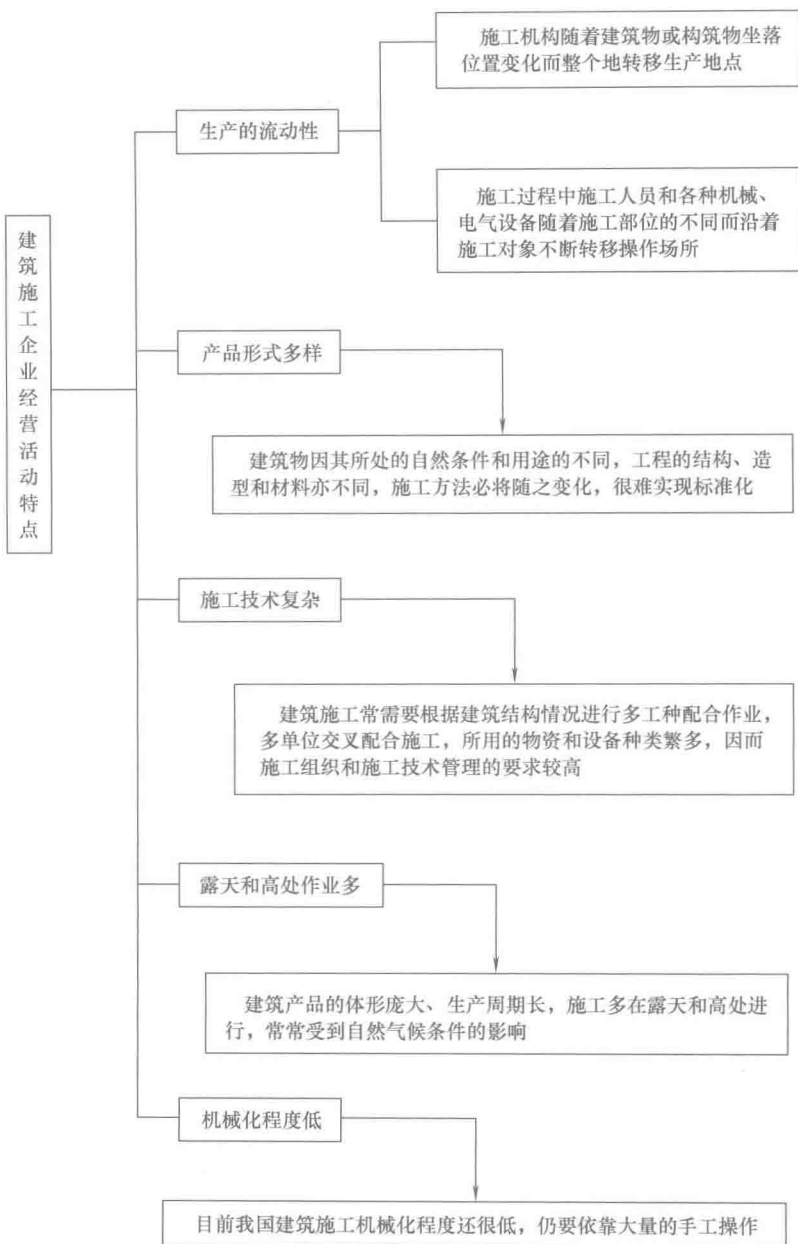 建筑施工企业经营活动特点
生产的流动性
施工机构随着建筑物或构筑物坐落
位置变化而整个地转移生产地点
施工过程中施工人员和各种机械、
电气设备随着施工部位的不同而沿着
施工对象不断转移操作场所
产品形式多样
建筑物因其所处的自然条件和用途的不同，工程的结构、造
型和材料亦不同，施工方法必将随之变化，很难实现标准化
施工技术复杂
建筑施工常需要根据建筑结构情况进行多工种配合作业，
多单位交叉配合施工，所用的物资和设备种类繁多，因而
施工组织和施工技术管理的要求较高
露天和高处作业多
建筑产品的体形庞大、生产周期长，施工多在露天和高处进
行，常常受到自然气候条件的影响
机械化程度低
目前我国建筑施工机械化程度还很低，仍要依靠大量的手工操作